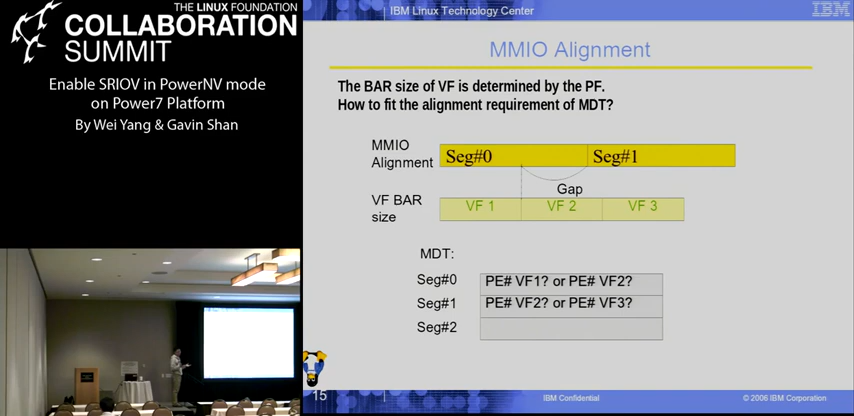 THE LINUX FOUNDATION
COLLABORATION
SUMMIT
Enable SRIOV in PowerNV mode
on Power7 Platform
By Wei Yang & Gavin Shan
IBM Linux Technology Center
IBM
MMIO Alignment
The BAR size of VF is determined by the PF.
How to fit the alignment requirement of MDT?
MMIO
Alignment
Seg#0
Seg#1
Gap
VF BAR
size
VF 1
VF 2
VF 3
MDT:
Seg#0
PE# VF1? or PE# VF2?
Seg#1
PE# VF2? or PE# VF3?
Seg#2
15
IBM Confidential
© 2006 IBM Corporation